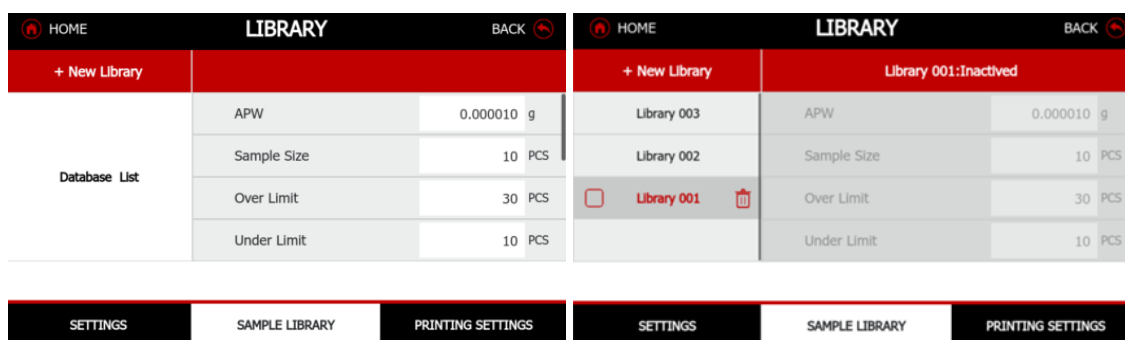 HOME LIBRARY BACK
+ New Library
APW 0.000010 g
Sample Size 10 PCS
Database List
Over Limit 30 PCS
Under Limit 10 PCS
SETTINGS SAMPLE LIBRARY PRINTING SETTINGS
HOME LIBRARY BACK
+ New Library Library 001:Inactived
Library 003 APW 0.000010 g
Library 002 Sample Size 10 PCS
Library 001 Over Limit 30 PCS
Under Limit 10 PCS
SETTINGS SAMPLE LIBRARY PRINTING SETTINGS